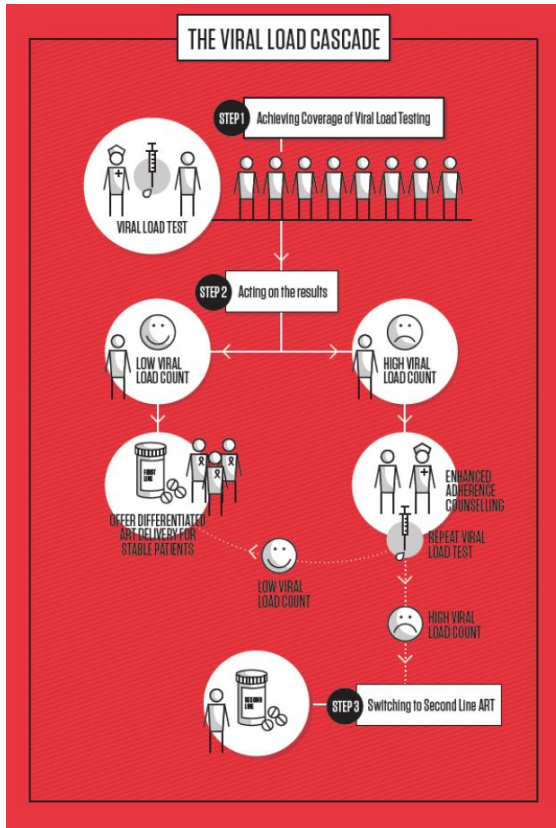 THE VIRAL LOAD CASCADE
STEP 1
Achieving Coverage of Viral Load Testing
VIRAL LOAD TEST
STEP 2
Acting on the results
LOW VIRAL
LOAD COUNT
HIGH VIRAL
LOAD COUNT
FIRST
LINE
OFFER DIFFERENTIATED
ART DELIVERY FOR
STABLE PATIENTS
ENHANCED
ADHERENCE
COUNSELLING
REPEAT VIRAL
LOAD TEST
LOW VIRAL
LOAD COUNT
HIGH VIRAL
LOAD COUNT
SECOND
LINE
STEP 3
Switching to Second Line ART